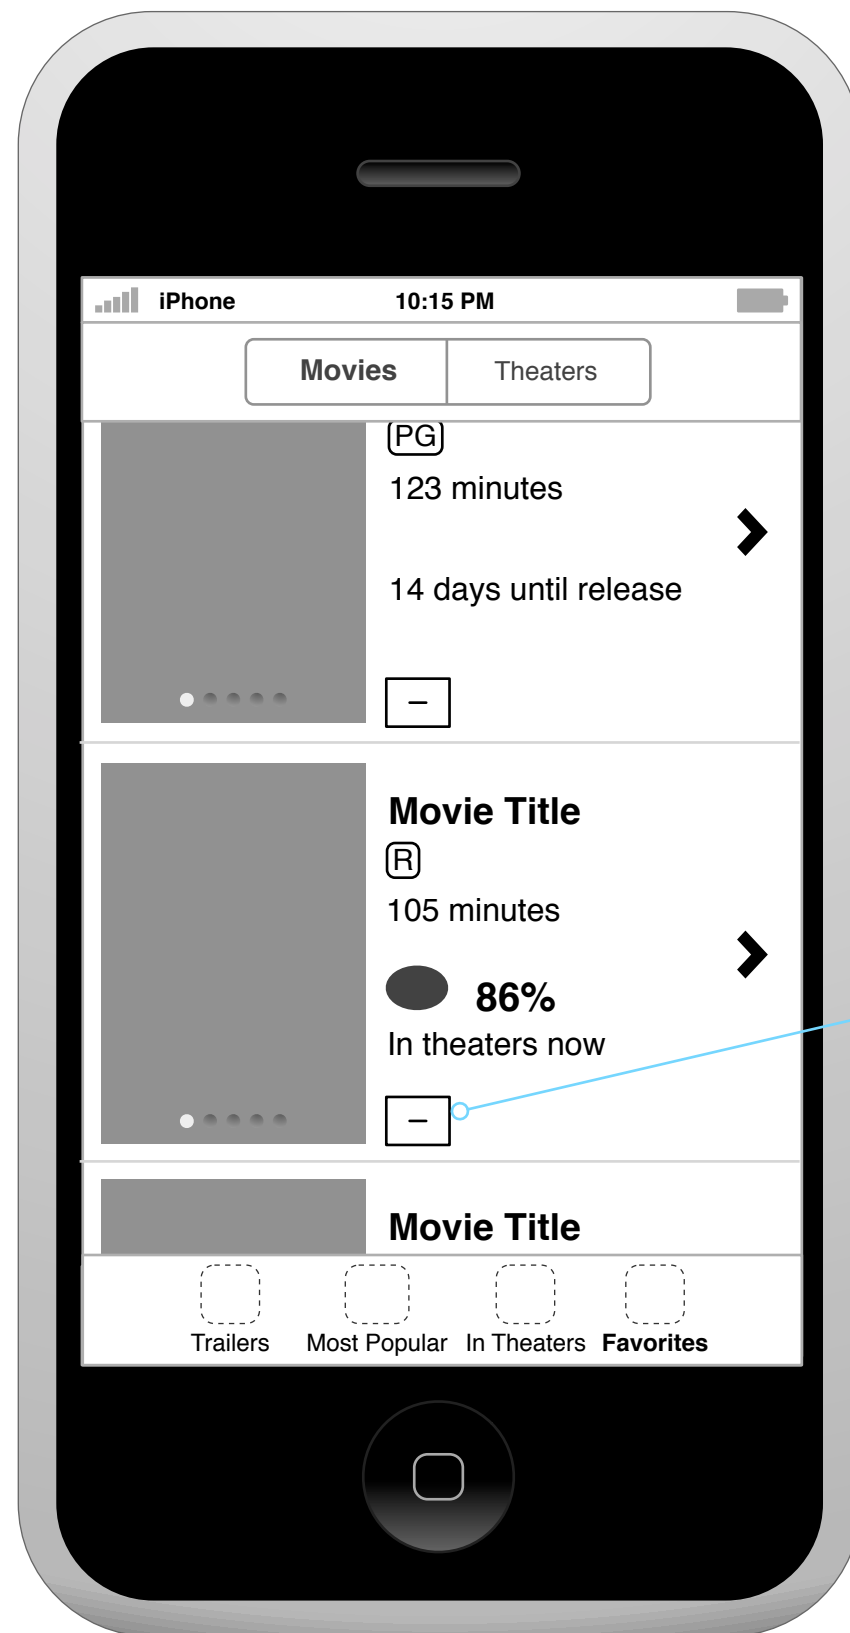 iPhone 10:15 PM
Movies Theaters
PG
123 minutes
14 days until release
–
Movie Title
R
105 minutes
86%
In theaters now
–
Movie Title
Trailers Most Popular In Theaters Favorites